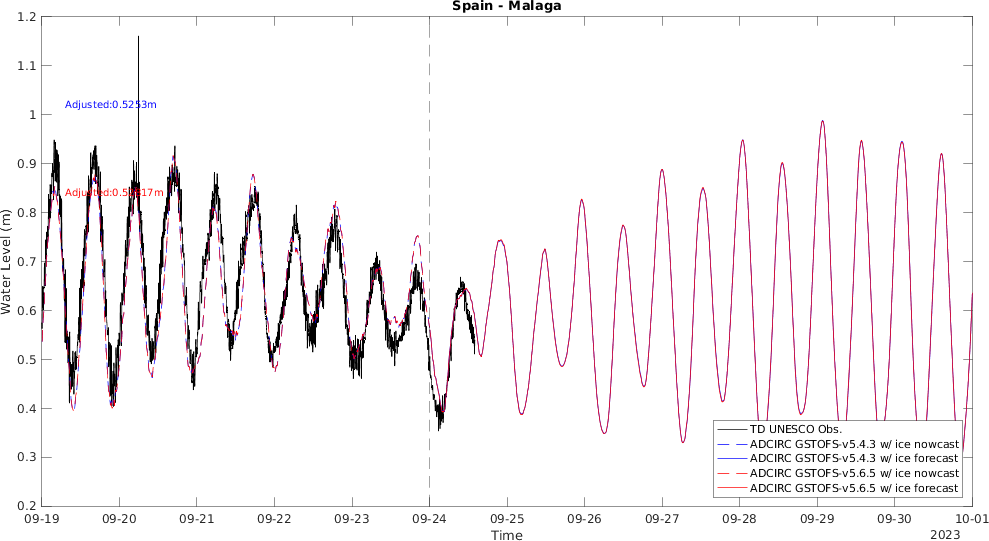 Spain - Malaga
1.2
1.1
1
0.9
0.8
0.7
0.6
0.5
0.4
0.3
0.2
Water Level (m)
Adjusted:0.5253m
TD UNESCO Obs.
ADCIRC GSTOFS-v5.4.3 w/ ice nowcast
ADCIRC GSTOFS-v5.4.3 w/ ice forecast
ADCIRC GSTOFS-v5.6.5 w/ ice nowcast
ADCIRC GSTOFS-v5.6.5 w/ ice forecast
09-19
09-20
09-21
09-22
09-23
09-24
09-25
09-26
09-27
09-28
09-29
09-30
10-01
Time
2023